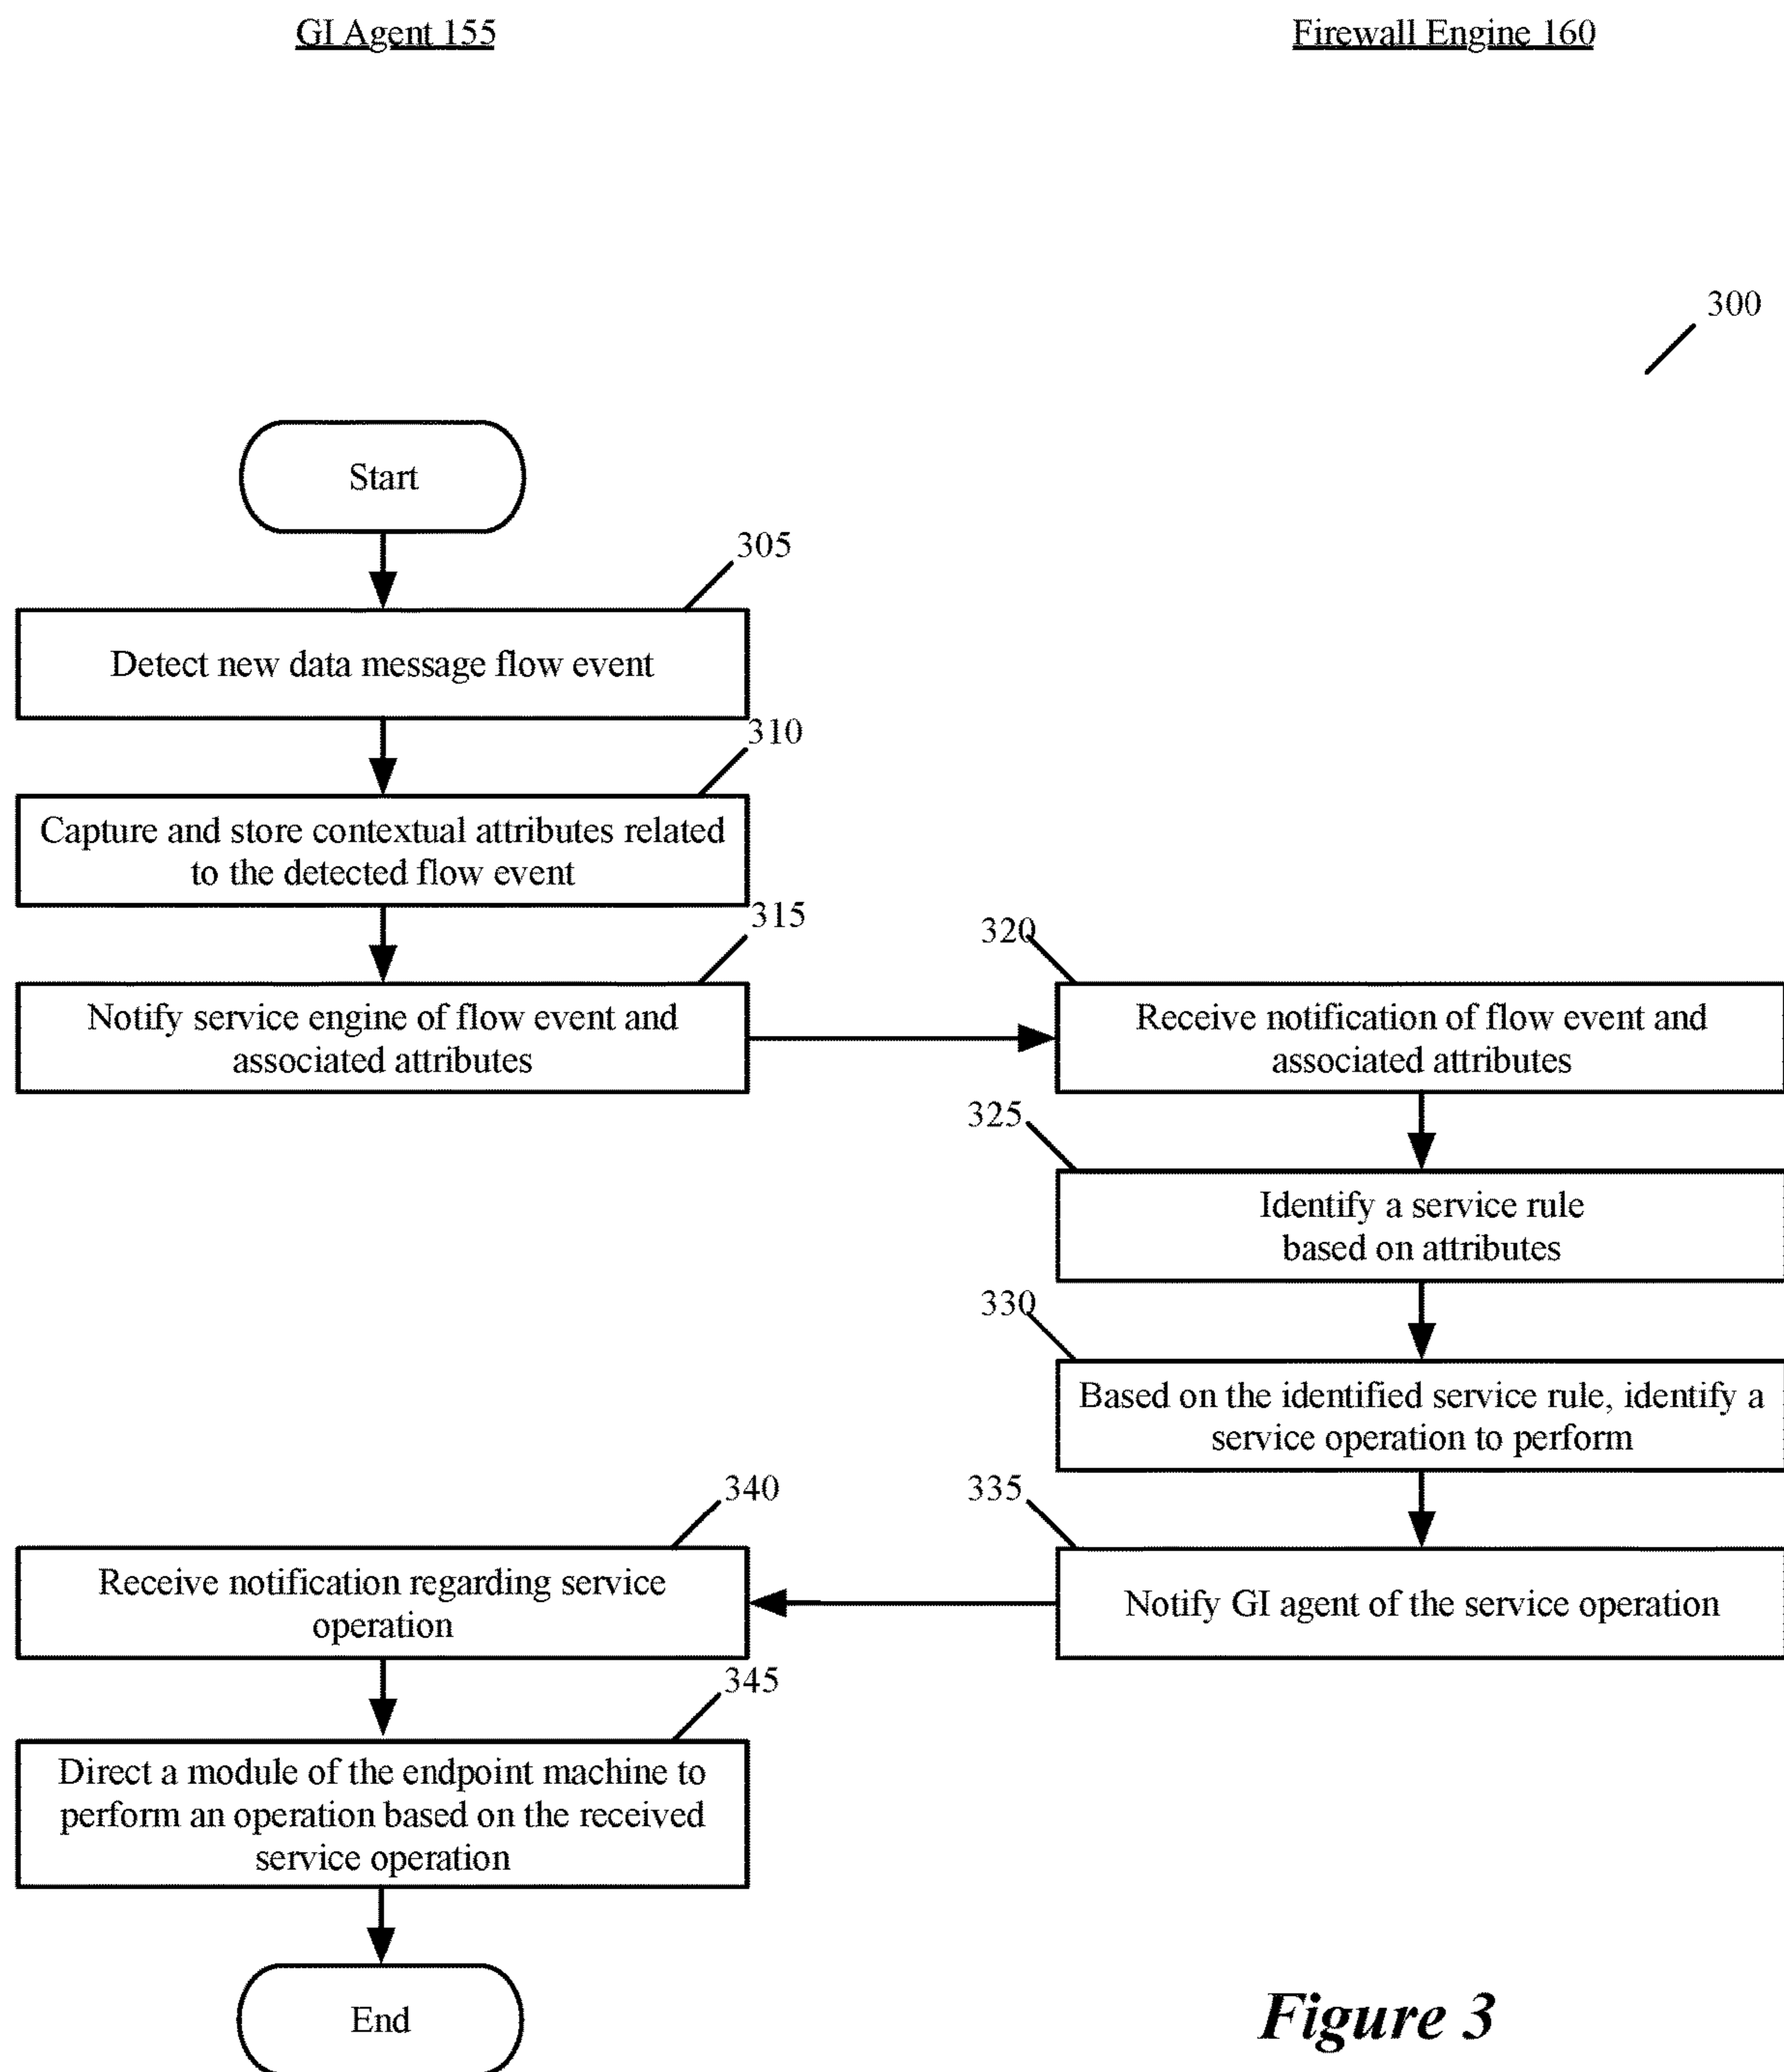 GI Agent 155
Firewall Engine 160
300
Start
305
Detect new data message flow event
310
Capture and store contextual attributes related
to the detected flow event
315
Notify service engine of flow event and
associated attributes
320
Receive notification of flow event and
associated attributes
325
Identify a service rule
based on attributes
330
Based on the identified service rule, identify a
service operation to perform
335
Notify GI agent of the service operation
340
Receive notification regarding service
operation
345
Direct a module of the endpoint machine to
perform an operation based on the received
service operation
End
Figure 3